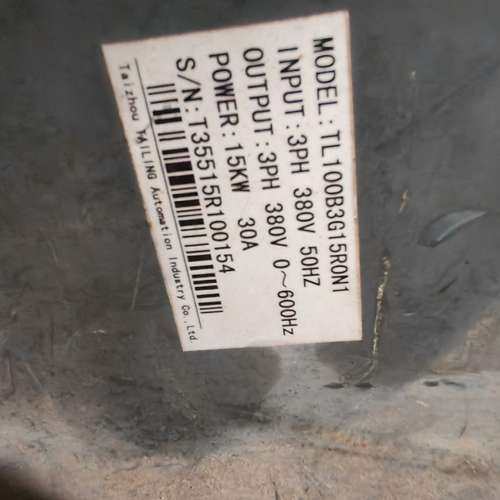 MODEL:TL100B3G15R0N1
INPUT:3PH 380V 50HZ
OUTPUT:3PH 380V 0～600Hz
POWER:15KW 30A
S/N:T35515R100154
Taizhou TAILING Automation Industry Co.,Ltd.